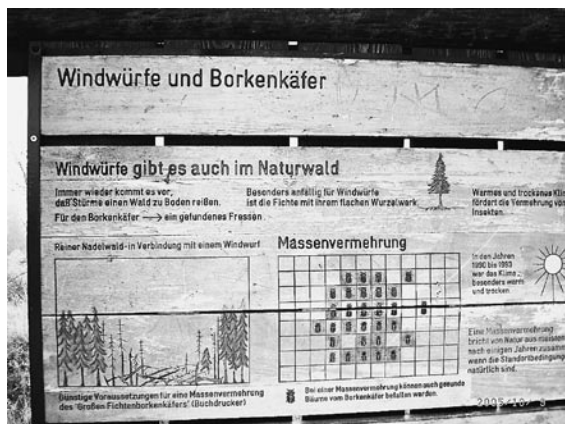 Windwürfe und Borkenkäfer
Windwürfe gibt es auch im Naturwald
Immer wieder kommt es vor,
daß Stürme einen Wald zu Boden reißen.
Für den Borkenkäfer → ein gefundenes Fressen.
Besonders anfällig für Windwürfe
ist die Fichte mit ihrem flachen Wurzelwerk.
Warmes und trockenes
fördert die Vermehrung
Insekten.
Reiner Nadelwald-in Verbindung mit einem Windwurf
Günstige Voraussetzungen für eine Massenvermehrung
des "Großen Fichtenborkenkäfers" (Buchdrucker)
Massenvermehrung
Bei einer Massenvermehrung können auch gesunde
Bäume vom Borkenkäfer befallen werden.
In den Jahren
1990 bis 1993
war das Klima
besonders warm
und trocken.
Eine Massenvermehrung
bricht von Natur aus meistens
nach einigen Jahren
wenn die
natürlich sind.